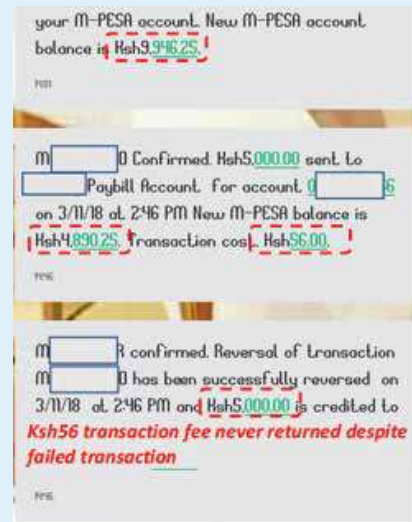 your M-PESA account. New M-PESA account
balance is Ksh9,946.25.
M 0 Confirmed. Ksh5,000.00 sent to
Paybill Account. for account 0 6
on 3/11/18 at 2:46 PM New M-PESA balance is
Ksh4,890.25. Transaction cost, Ksh56.00.
M R confirmed. Reversal of transaction
M 0 has been successfully reversed on
3/11/18 at 2:46 PM and Ksh5,000.00 is credited to
Ksh56 transaction fee never returned despite
failed transaction